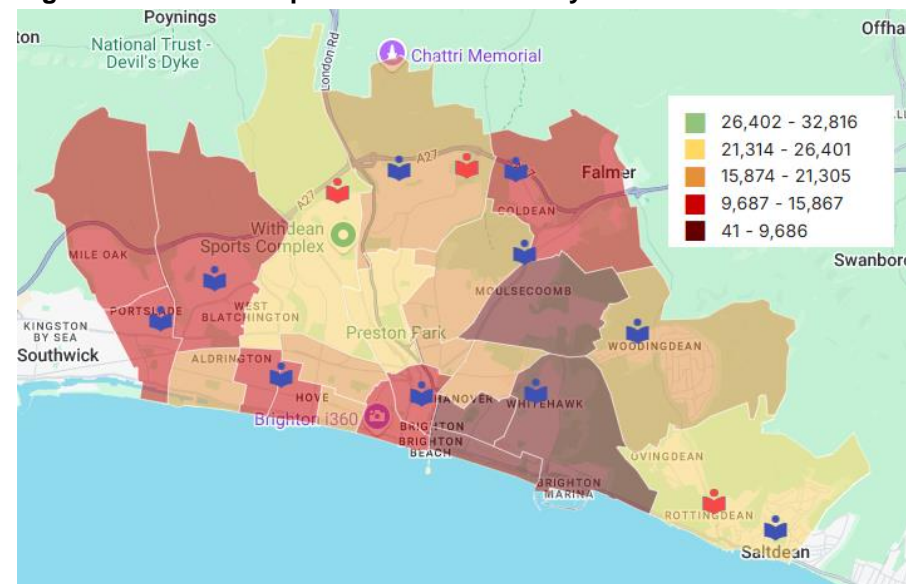 Poynings
Offha
ton
National Trust -
Devil's Dyke
London Rd
Chattri Memorial
26,402 - 32,816
21,314 - 26,401
15,874 - 21,305
9,687 - 15,867
41 - 9,686
A27
Falmer
A27
COLDEAN
Withdean
Sports Complex
MILE OAK
Swanboro
MOULSECOOMB
PORTSLADE
WEST
BLATCHINGTON
KINGSTON
BY SEA
Southwick
Preston Park
WOODINGDEAN
ALDRINGTON
HOVE
HANOVER
WHITEHAWK
Brighton i360
BRIGHTON
BRIGHTON
BEACH
OVINGDEAN
BRIGHTON
MARINA
ROTTINGDEAN
Saltdean